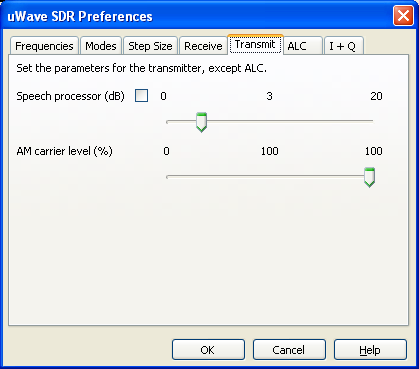 uWave SDR Preferences
Frequencies Modes Step Size Receive Transmit ALC I + Q
Set the parameters for the transmitter, except ALC.
Speech processor (dB) 0 3 20
AM carrier level (%) 0 100 100
OK Cancel Help